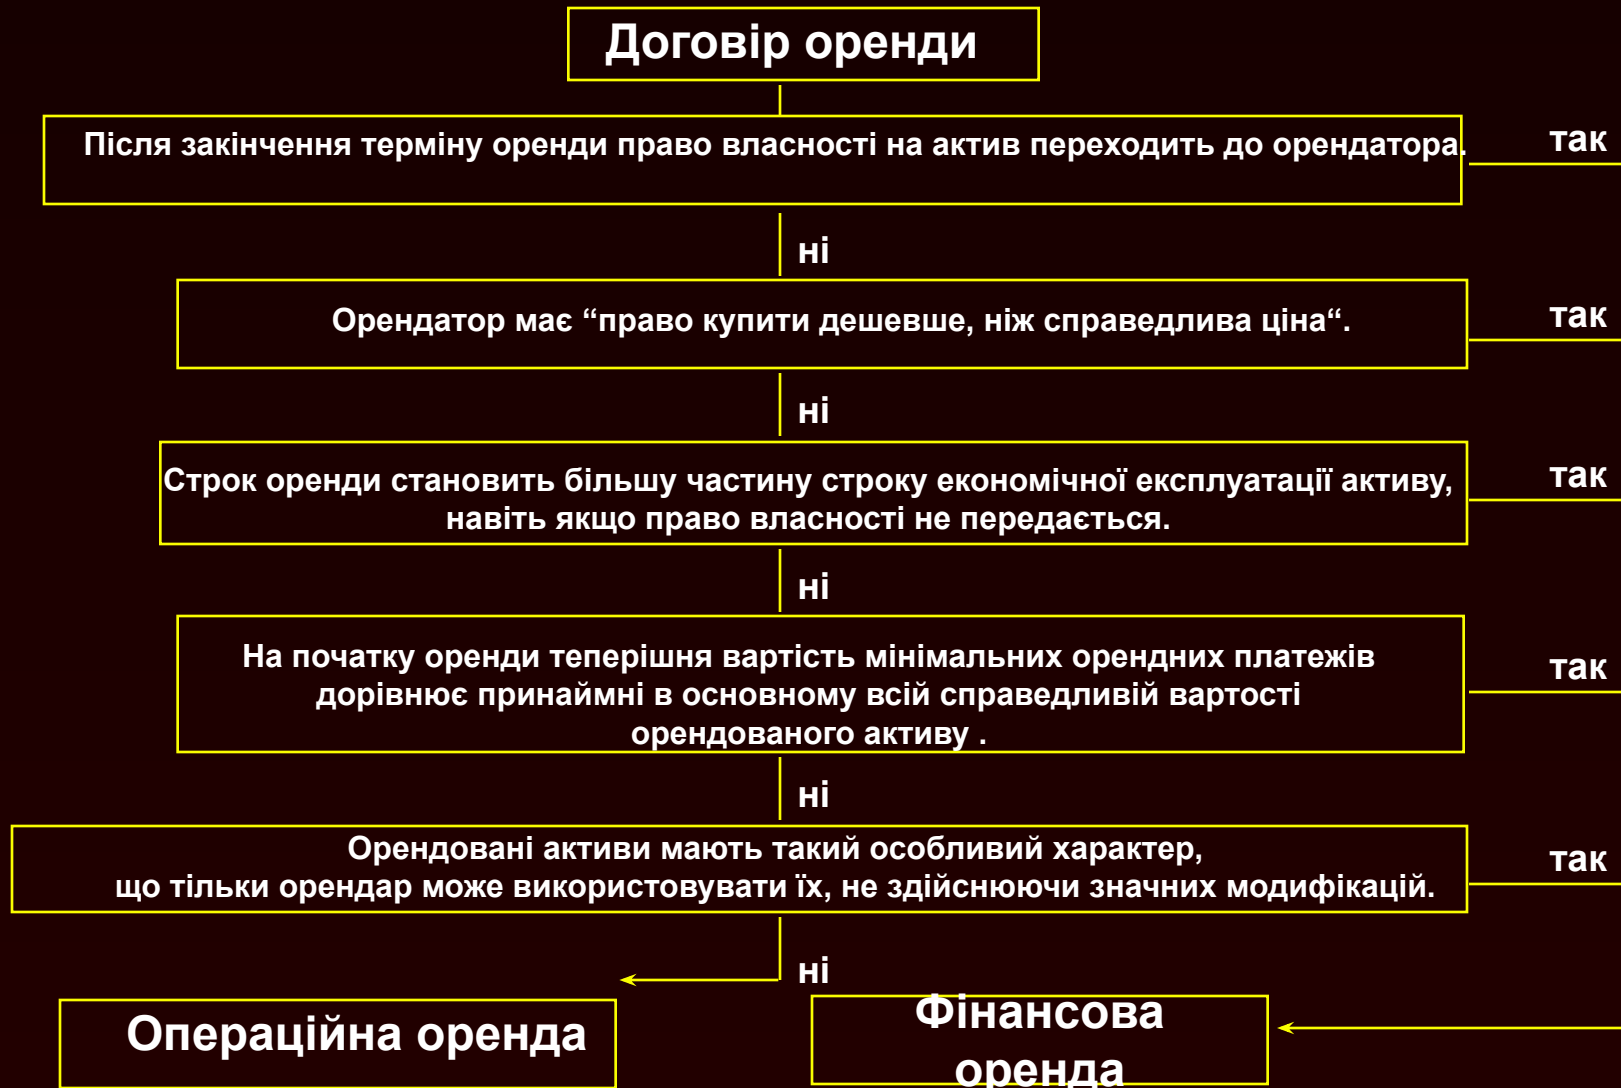 Договір оренди
Після закінчення терміну оренди право власності на актив переходить до орендатора.
так
ні
Орендатор має “право купити дешевше, ніж справедлива ціна“.
так
ні
Строк оренди становить більшу частину строку економічної експлуатації активу,
навіть якщо право власності не передається.
так
ні
На початку оренди теперішня вартість мінімальних орендних платежів
дорівнює принаймні в основному всій справедливій вартості
орендованого активу .
так
ні
Орендовані активи мають такий особливий характер,
що тільки орендар може використовувати їх, не здійснюючи значних модифікацій.
так
ні
Операційна оренда
Фінансова
оренда